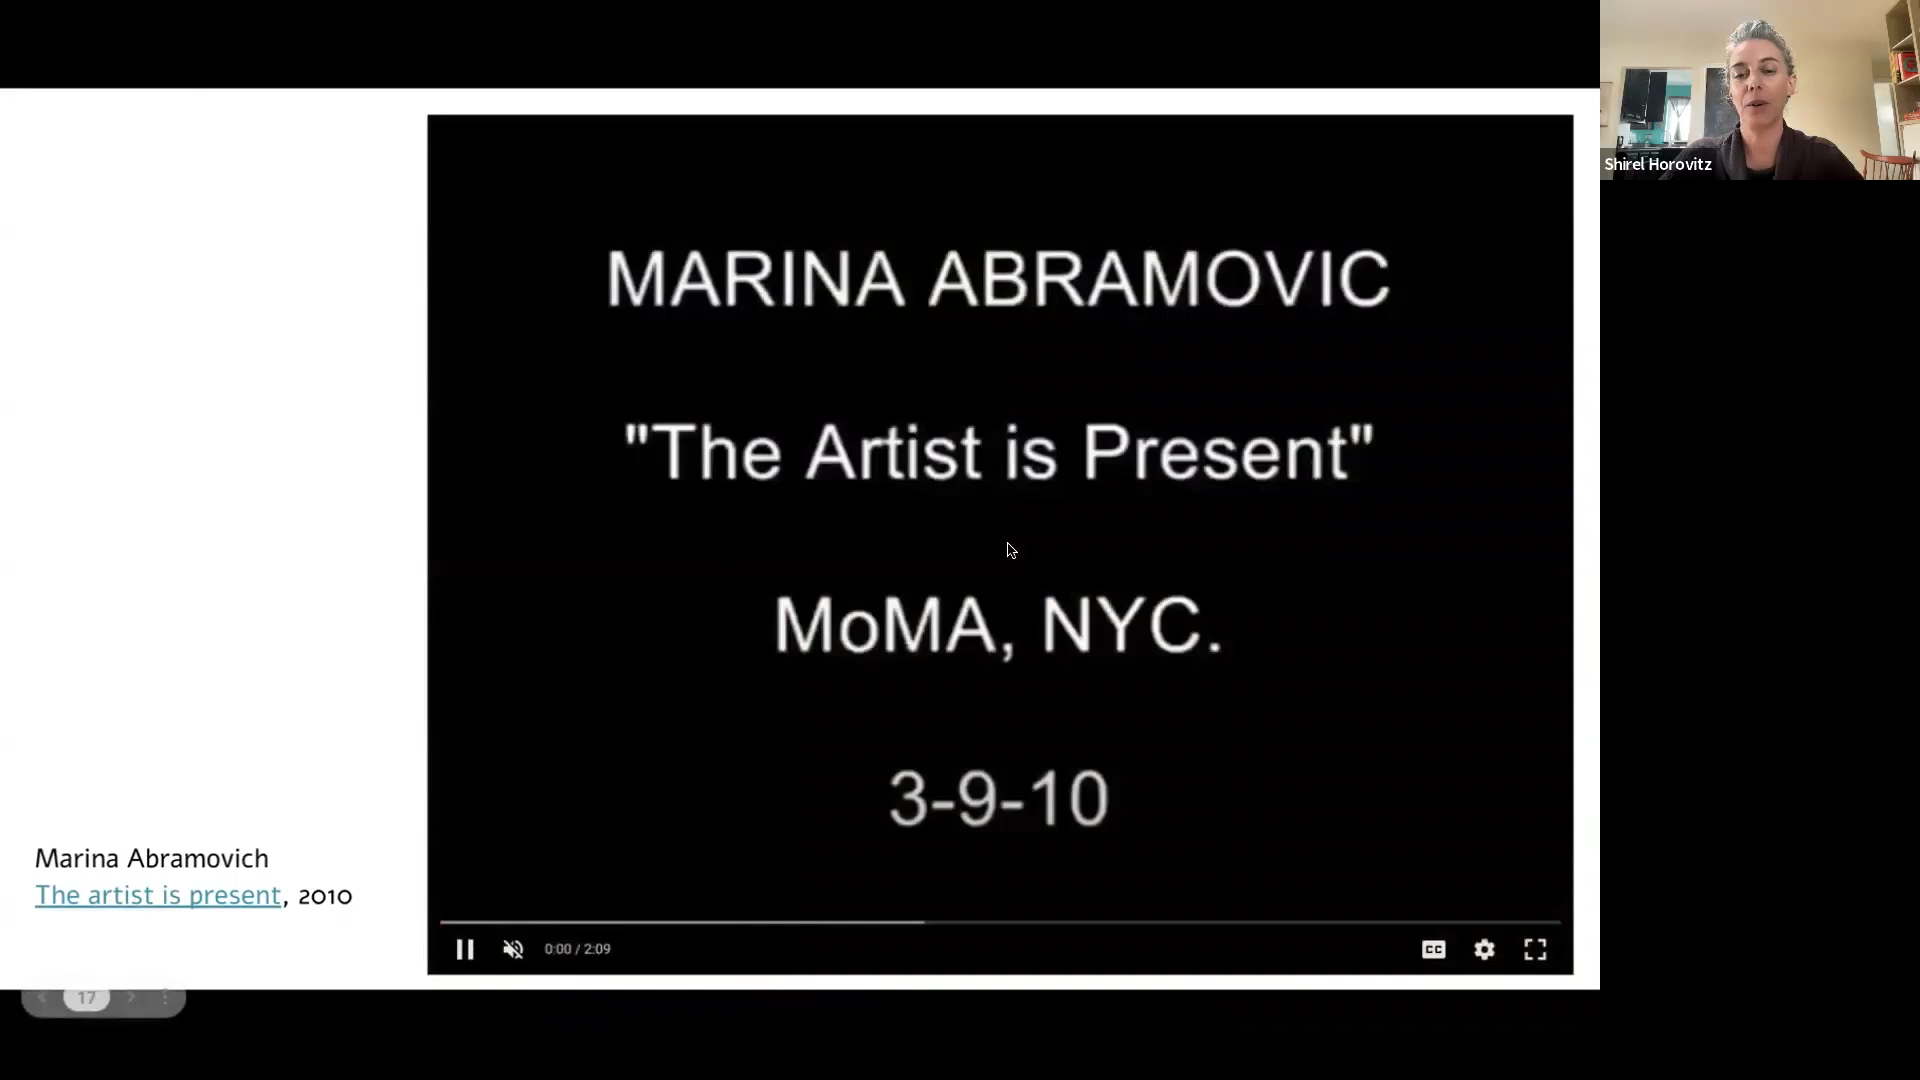 MARINA ABRAMOVIC
"The Artist is Present"
MoMA, NYC.
3-9-10
Marina Abramovich
The artist is present, 2010
0:00 / 2:09
CC
17
Shirel Horovitz